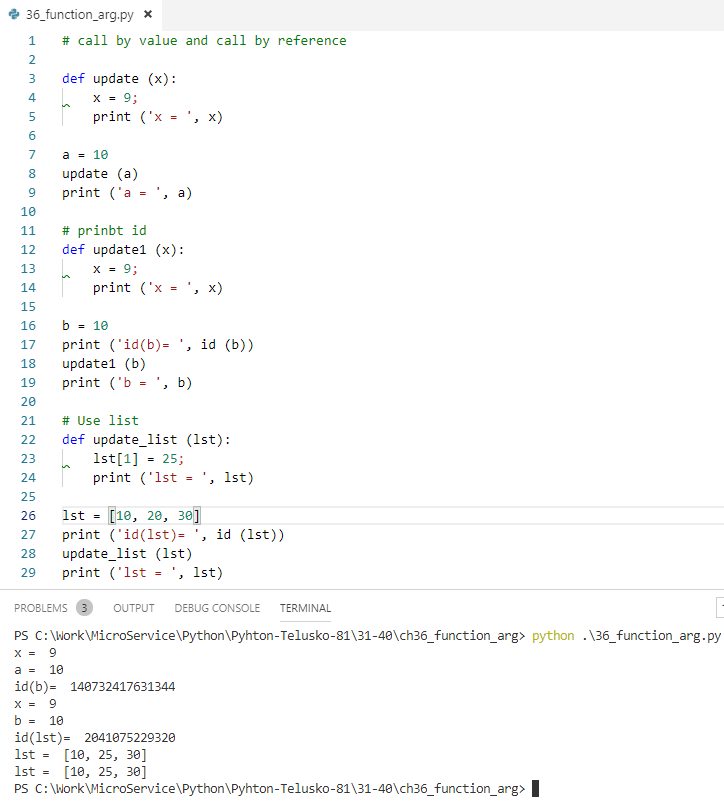 36_function_arg.py ×
1 # call by value and call by reference
2
3 def update (x):
4     x = 9;
5     print ('x = ', x)
6
7 a = 10
8 update (a)
9 print ('a = ', a)
10
11 # prinbt id
12 def update1 (x):
13     x = 9;
14     print ('x = ', x)
15
16 b = 10
17 print ('id(b)= ', id (b))
18 update1 (b)
19 print ('b = ', b)
20
21 # Use list
22 def update_list (lst):
23     lst[1] = 25;
24     print ('lst = ', lst)
25
26 lst = [10, 20, 30]
27 print ('id(lst)= ', id (lst))
28 update_list (lst)
29 print ('lst = ', lst)
PROBLEMS 3 OUTPUT DEBUG CONSOLE TERMINAL
PS C:\Work\MicroService\Python\Pyhton-Telusko-81\31-40\ch36_function_arg> python .\36_function_arg.py
x =  9
a =  10
id(b)=  140732417631344
x =  9
b =  10
id(lst)=  2041075229320
lst =  [10, 25, 30]
lst =  [10, 25, 30]
PS C:\Work\MicroService\Python\Pyhton-Telusko-81\31-40\ch36_function_arg>